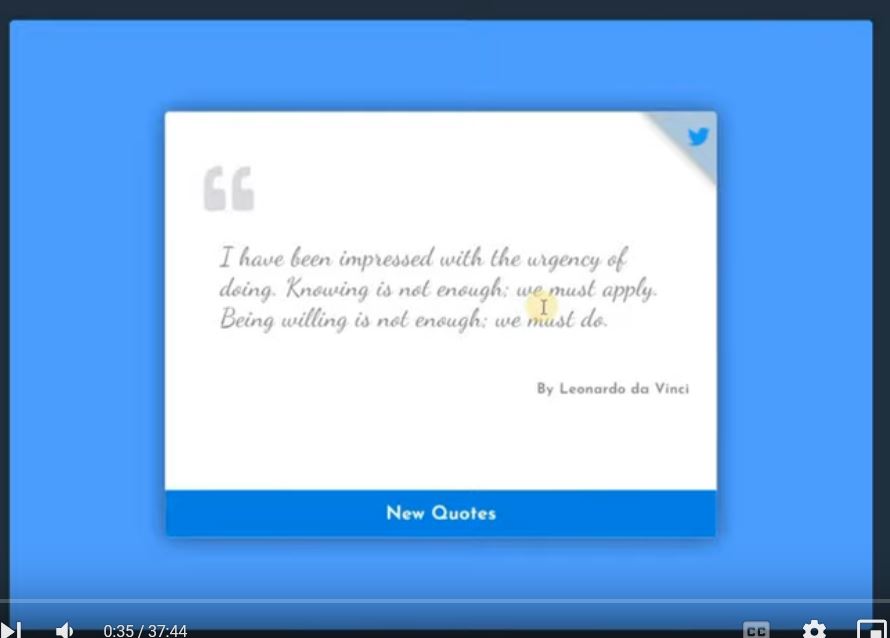 I have been impressed with the urgency of
doing. Knowing is not enough; we must apply.
Being willing is not enough; we must do.
By Leonardo da Vinci
New Quotes
0:35 / 37:44
CC